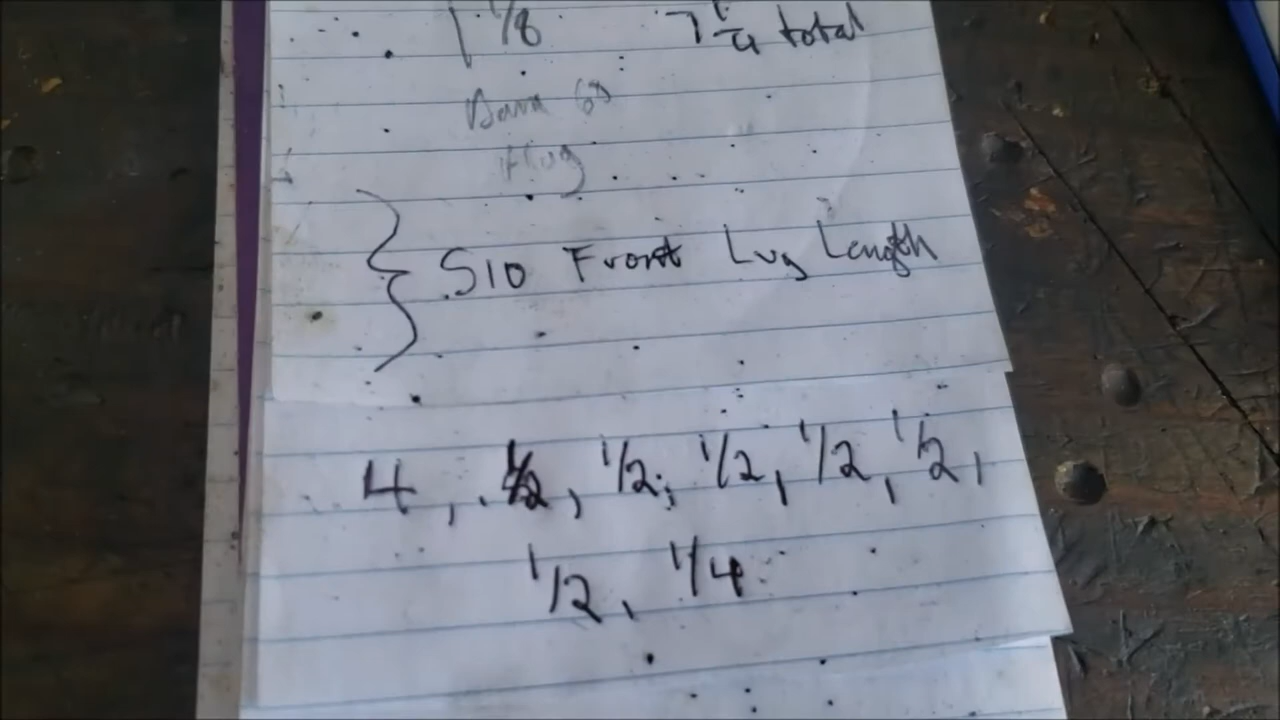 1/8 7 1/4 total
} S10 Front Lug Length
4, 1/2, 1/2, 1/2, 1/2, 1/2,
1/2, 1/4